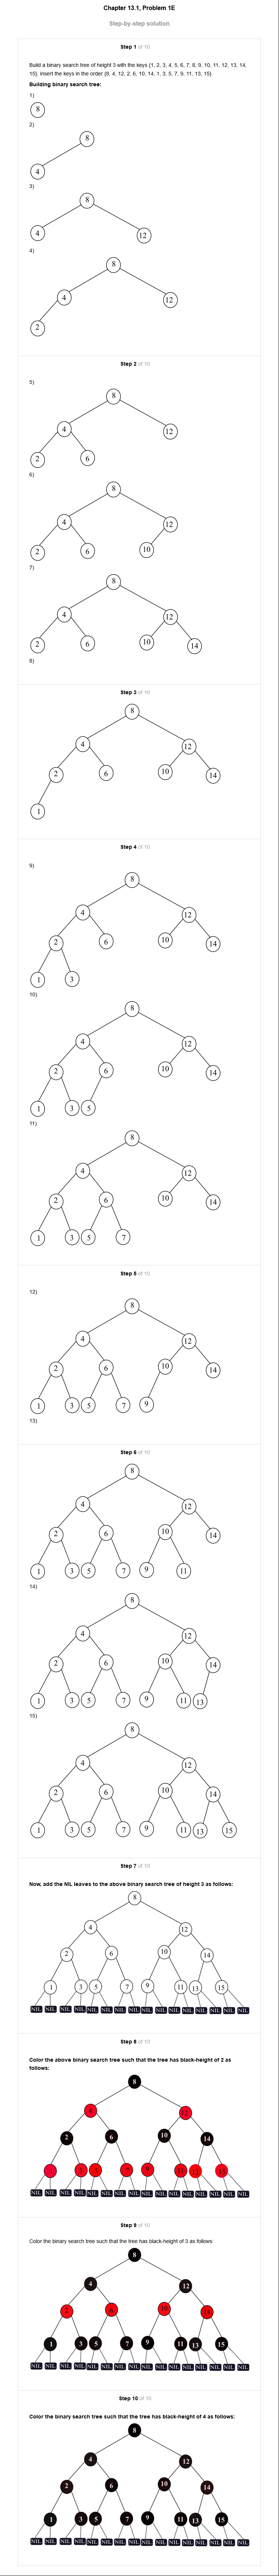 Chapter 13.1, Problem 1E
Step-by-step solution
Step 1 of 10
Build a binary search tree of height 3 with the keys {1, 2, 3, 4, 5, 6, 7, 8, 9, 10, 11, 12, 13, 14,
15}, insert the keys in the order {8, 4, 12, 2, 6, 10, 14, 1, 3, 5, 7, 9, 11, 13, 15}.
Building binary search tree:
1)
8
2)
8
4
3)
8
4 12
4)
8
4 12
2
Step 2 of 10
5)
8
4 12
2 6
6)
8
4 12
2 6 10
7)
8
4 12
2 6 10 14
8)
Step 3 of 10
8
4 12
2 6 10 14
1
Step 4 of 10
9)
8
4 12
2 6 10 14
1 3
10)
8
4 12
2 6 10 14
1 3 5
11)
8
4 12
2 6 10 14
1 3 5 7
Step 5 of 10
12)
8
4 12
2 6 10 14
1 3 5 7 9
13)
Step 6 of 10
8
4 12
2 6 10 14
1 3 5 7 9 11
14)
8
4 12
2 6 10 14
1 3 5 7 9 11 13
15)
8
4 12
2 6 10 14
1 3 5 7 9 11 13 15
Step 7 of 10
Now, add the NIL leaves to the above binary search tree of height 3 as follows:
8
4 12
2 6 10 14
1 3 5 7 9 11 13 15
NIL NIL NIL NIL NIL NIL NIL NIL NIL NIL NIL NIL NIL NIL NIL NIL
Step 8 of 10
Color the above binary search tree such that the tree has black-height of 2 as
follows:
8
4 12
2 6 10 14
1 3 5 7 9 11 13 15
NIL NIL NIL NIL NIL NIL NIL NIL NIL NIL NIL NIL NIL NIL NIL NIL
Step 9 of 10
Color the binary search tree such that the tree has black-height of 3 as follows:
8
4 12
2 6 10 14
1 3 5 7 9 11 13 15
NIL NIL NIL NIL NIL NIL NIL NIL NIL NIL NIL NIL NIL NIL NIL NIL
Step 10 of 10
Color the binary search tree such that the tree has black-height of 4 as follows:
8
4 12
2 6 10 14
1 3 5 7 9 11 13 15
NIL NIL NIL NIL NIL NIL NIL NIL NIL NIL NIL NIL NIL NIL NIL NIL